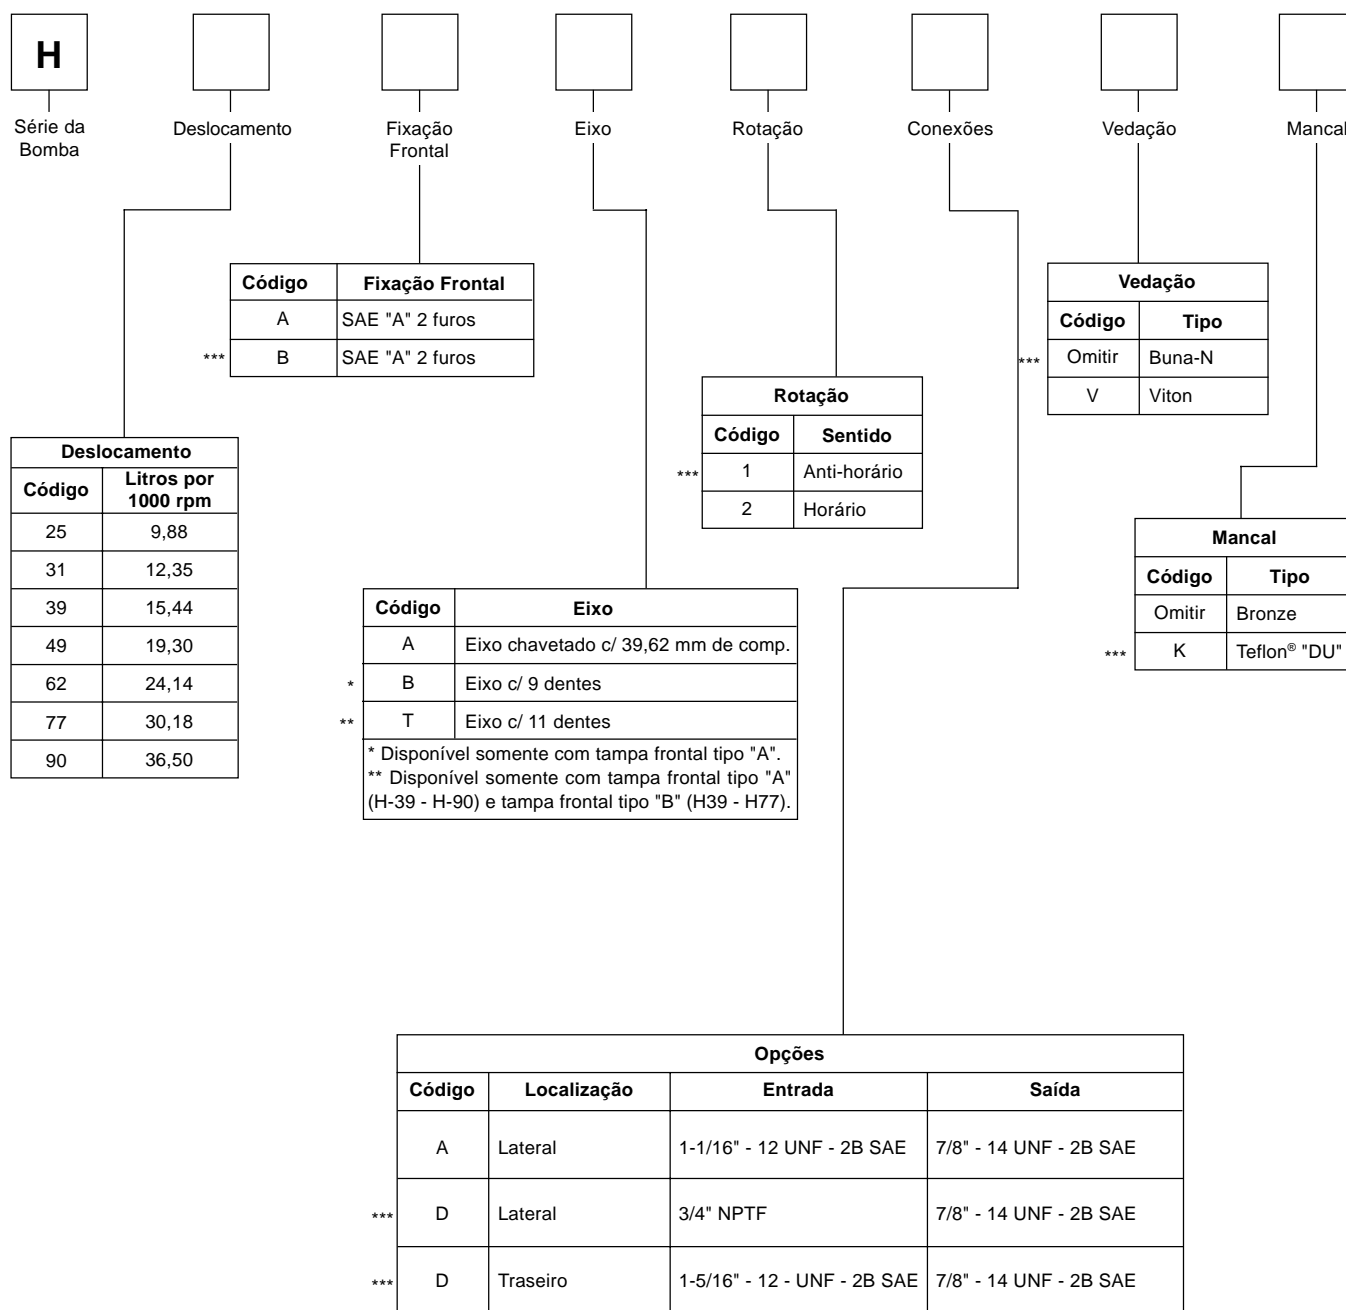 H
Série da
Bomba
Deslocamento
Fixação
Frontal
Eixo
Rotação
Conexões
Vedação
Mancal
Código Fixação Frontal
A SAE "A" 2 furos
*** B SAE "A" 2 furos
Vedação
Código Tipo
*** Omitir Buna-N
V Viton
Rotação
Código Sentido
*** 1 Anti-horário
2 Horário
Deslocamento
Código Litros por
1000 rpm
25 9,88
31 12,35
39 15,44
49 19,30
62 24,14
77 30,18
90 36,50
Mancal
Código Tipo
Omitir Bronze
*** K Teflon® "DU"
Código Eixo
A Eixo chavetado c/ 39,62 mm de comp.
* B Eixo c/ 9 dentes
** T Eixo c/ 11 dentes
* Disponível somente com tampa frontal tipo "A".
** Disponível somente com tampa frontal tipo "A"
(H-39 - H-90) e tampa frontal tipo "B" (H39 - H77).
Opções
Código Localização Entrada Saída
A Lateral 1-1/16" - 12 UNF - 2B SAE 7/8" - 14 UNF - 2B SAE
*** D Lateral 3/4" NPTF 7/8" - 14 UNF - 2B SAE
*** D Traseiro 1-5/16" - 12 - UNF - 2B SAE 7/8" - 14 UNF - 2B SAE